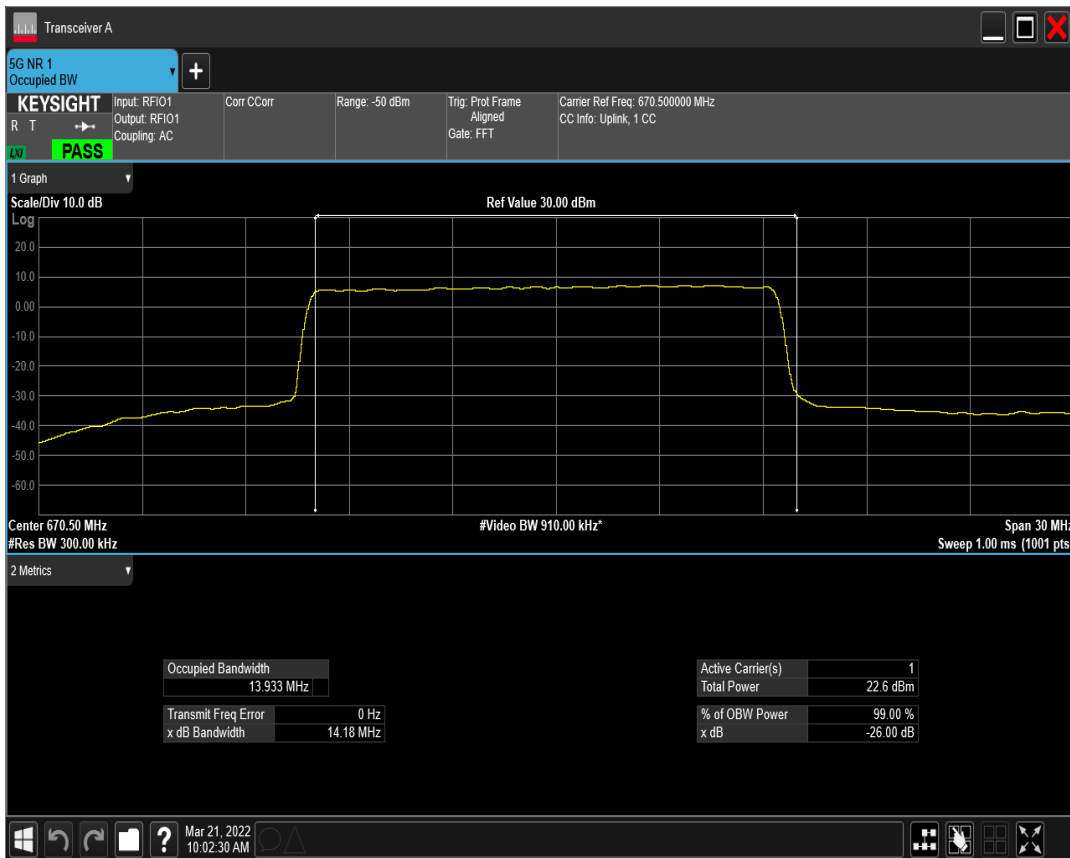 Transceiver A
5G NR 1
Occupied BW
+
KEYSIGHT
R T
LXI
PASS
Input: RFIO1
Output: RFIO1
Coupling: AC
Corr CCorr
Range: -50 dBm
Trig: Prot Frame
Aligned
Gate: FFT
Carrier Ref Freq: 670.500000 MHz
CC Info: Uplink, 1 CC
1 Graph
Scale/Div 10.0 dB
Ref Value 30.00 dBm
Log
20.0
10.0
0.00
-10.0
-20.0
-30.0
-40.0
-50.0
-60.0
Center 670.50 MHz
#Video BW 910.00 kHz*
Span 30 MHz
#Res BW 300.00 kHz
Sweep 1.00 ms (1001 pts
2 Metrics
Occupied Bandwidth
13.933 MHz
Transmit Freq Error 0 Hz
x dB Bandwidth 14.18 MHz
Active Carrier(s) 1
Total Power 22.6 dBm
% of OBW Power 99.00 %
x dB -26.00 dB
?
Mar 21, 2022
10:02:30 AM